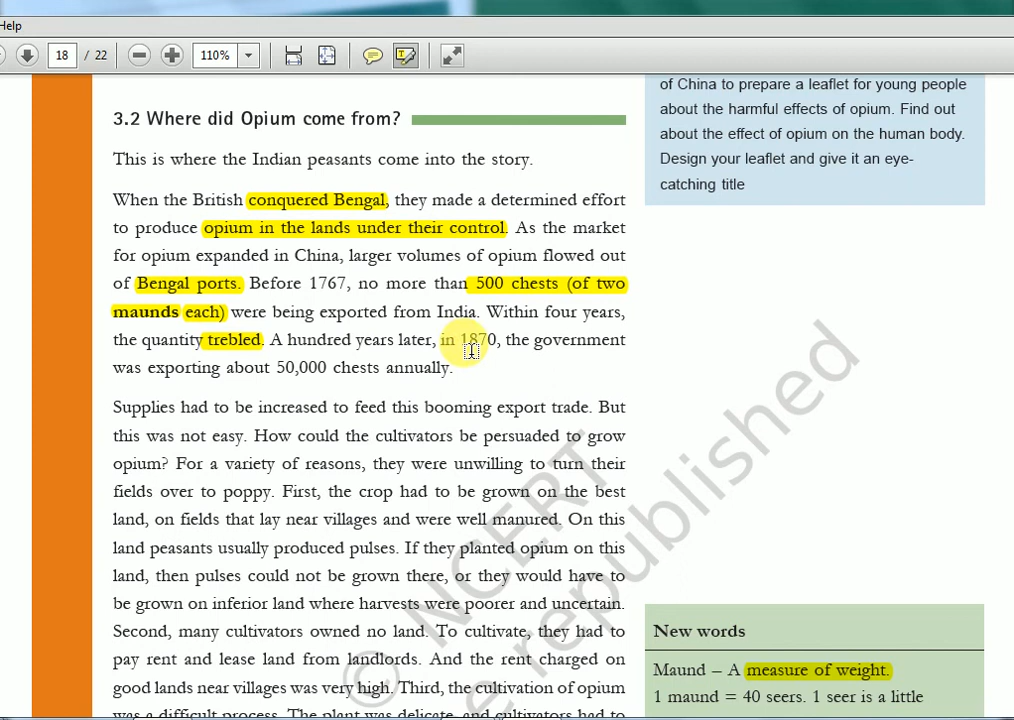 Help
18 / 22
110%
of China to prepare a leaflet for young people
about the harmful effects of opium. Find out
about the effect of opium on the human body.
Design your leaflet and give it an eye-
catching title
3.2 Where did Opium come from?
This is where the Indian peasants come into the story.
When the British conquered Bengal, they made a determined effort
to produce opium in the lands under their control. As the market
for opium expanded in China, larger volumes of opium flowed out
of Bengal ports. Before 1767, no more than 500 chests (of two
maunds each) were being exported from India. Within four years,
the quantity trebled. A hundred years later, in 1870, the government
was exporting about 50,000 chests annually.
Supplies had to be increased to feed this booming export trade. But
this was not easy. How could the cultivators be persuaded to grow
opium? For a variety of reasons, they were unwilling to turn their
fields over to poppy. First, the crop had to be grown on the best
land, on fields that lay near villages and were well manured. On this
land peasants usually produced pulses. If they planted opium on this
land, then pulses could not be grown there, or they would have to
be grown on inferior land where harvests were poorer and uncertain.
Second, many cultivators owned no land. To cultivate, they had to
pay rent and lease land from landlords. And the rent charged on
good lands near villages was very high. Third, the cultivation of opium
was a difficult process. The plant was delicate, and cultivators had to
New words
Maund – A measure of weight.
1 maund = 40 seers. 1 seer is a little
© NCERT
e republished